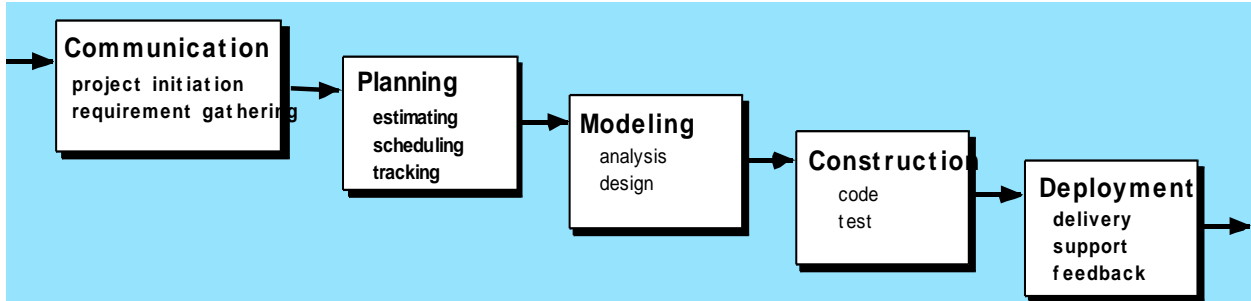 Communication
project initiation
requirement gathering
Planning
estimating
scheduling
tracking
Modeling
analysis
design
Construction
code
test
Deployment
delivery
support
feedback